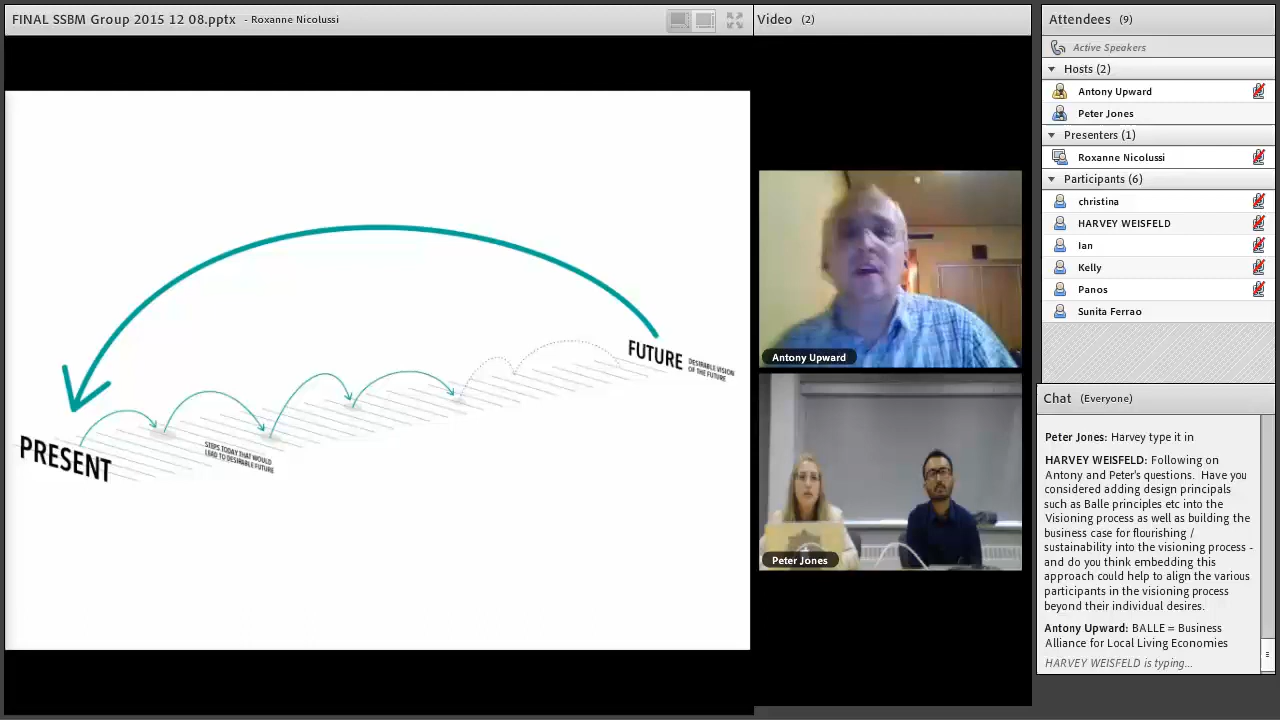 FINAL SSBM Group 2015 12 08.pptx - Roxanne Nicolussi
FUTURE
DESIRABLE VISION
OF THE FUTURE
PRESENT
STEPS TODAY THAT WOULD
LEAD TO DESIRABLE FUTURE
Video (2)
Antony Upward
Peter Jones
Attendees (9)
Active Speakers
Hosts (2)
Antony Upward
Peter Jones
Presenters (1)
Roxanne Nicolussi
Participants (6)
christina
HARVEY WEISFELD
Ian
Kelly
Panos
Sunita Ferrao
Chat (Everyone)
Peter Jones: Harvey type it in
HARVEY WEISFELD: Following on
Antony and Peter's questions. Have you
considered adding design principals
such as Balle principles etc into the
Visioning process as well as building the
business case for flourishing /
sustainability into the visioning process -
and do you think embedding this
approach could help to align the various
participants in the visioning process
beyond their individual desires.
Antony Upward: BALLE = Business
Alliance for Local Living Economies
HARVEY WEISFELD is typing...